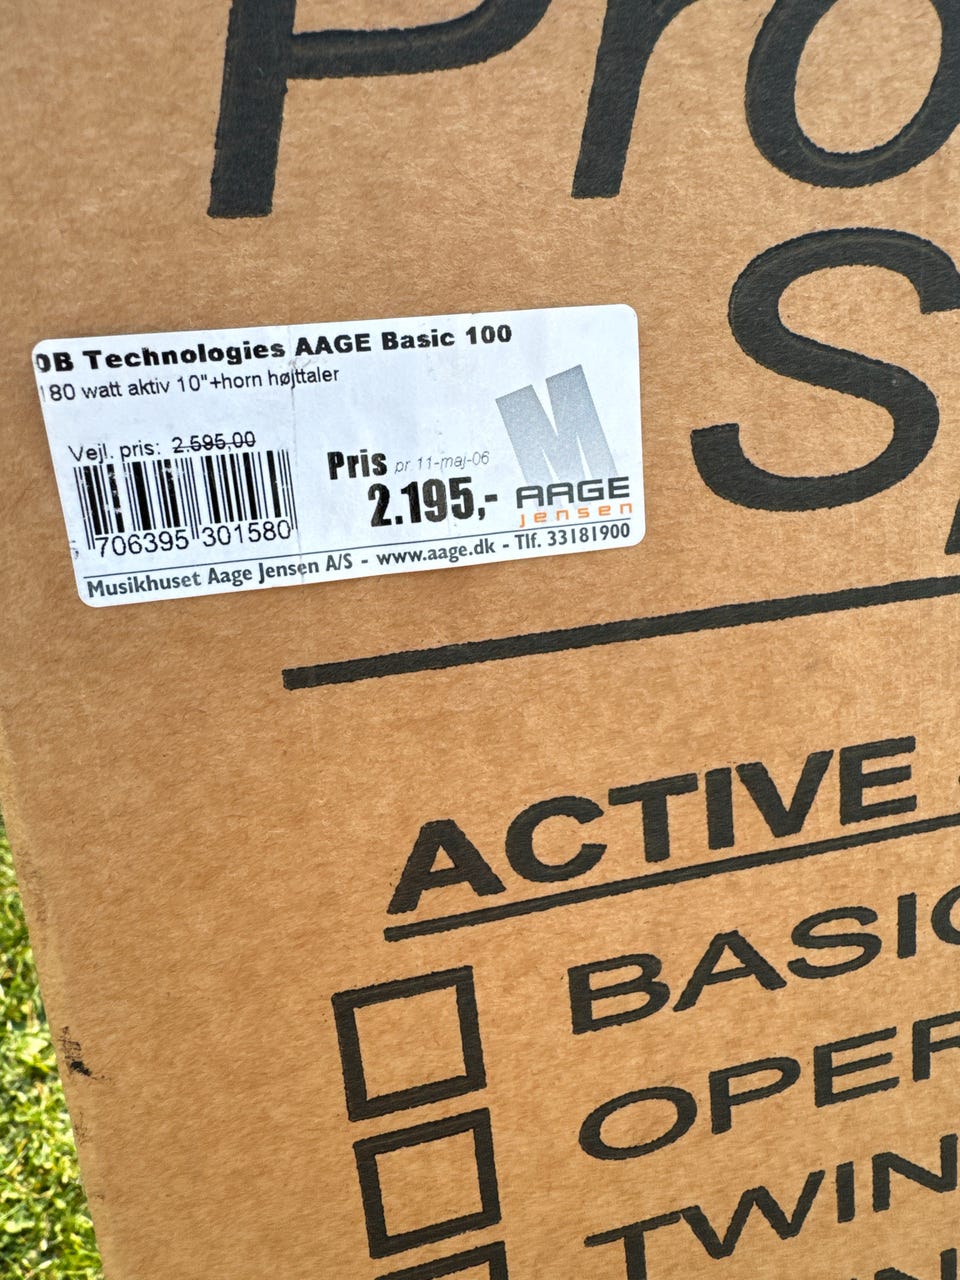 Pro
S
DB Technologies AAGE Basic 100
180 watt aktiv 10"+horn højttaler
Vejl. pris: 2.595,00
Pris pr 11-maj-06
2.195,-
706395 301580
AAGE
jensen
Musikhuset Aage Jensen A/S - www.aage.dk - Tlf. 33181900
ACTIVE
BASIC
OPER
TWIN